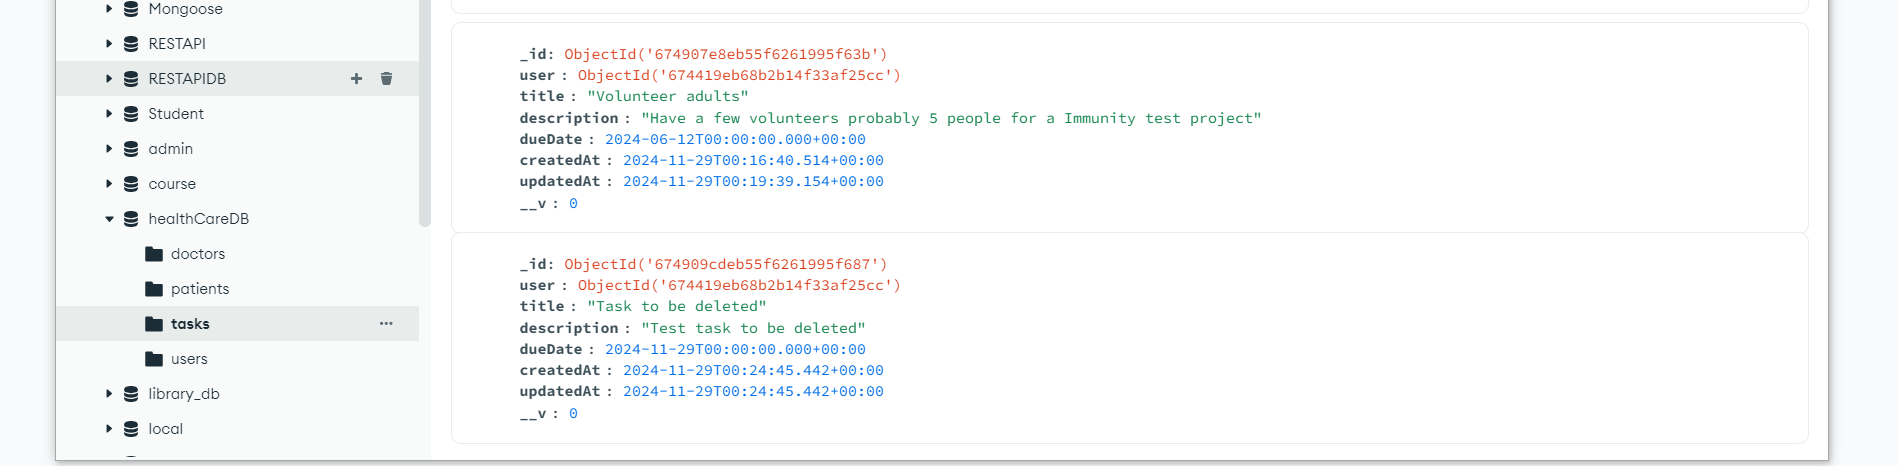 Mongoose
RESTAPI
RESTAPIDB
Student
admin
course
healthCareDB
doctors
patients
tasks
users
library_db
local
_id: ObjectId('674907e8eb55f6261995f63b')
user : ObjectId('674419eb68b2b14f33af25cc')
title : "Volunteer adults"
description : "Have a few volunteers probably 5 people for a Immunity test project"
dueDate : 2024-06-12T00:00:00.000+00:00
createdAt : 2024-11-29T00:16:40.514+00:00
updatedAt : 2024-11-29T00:19:39.154+00:00
__v : 0
_id: ObjectId('674909cdeb55f6261995f687')
user : ObjectId('674419eb68b2b14f33af25cc')
title : "Task to be deleted"
description : "Test task to be deleted"
dueDate : 2024-11-29T00:00:00.000+00:00
createdAt : 2024-11-29T00:24:45.442+00:00
updatedAt : 2024-11-29T00:24:45.442+00:00
__v : 0